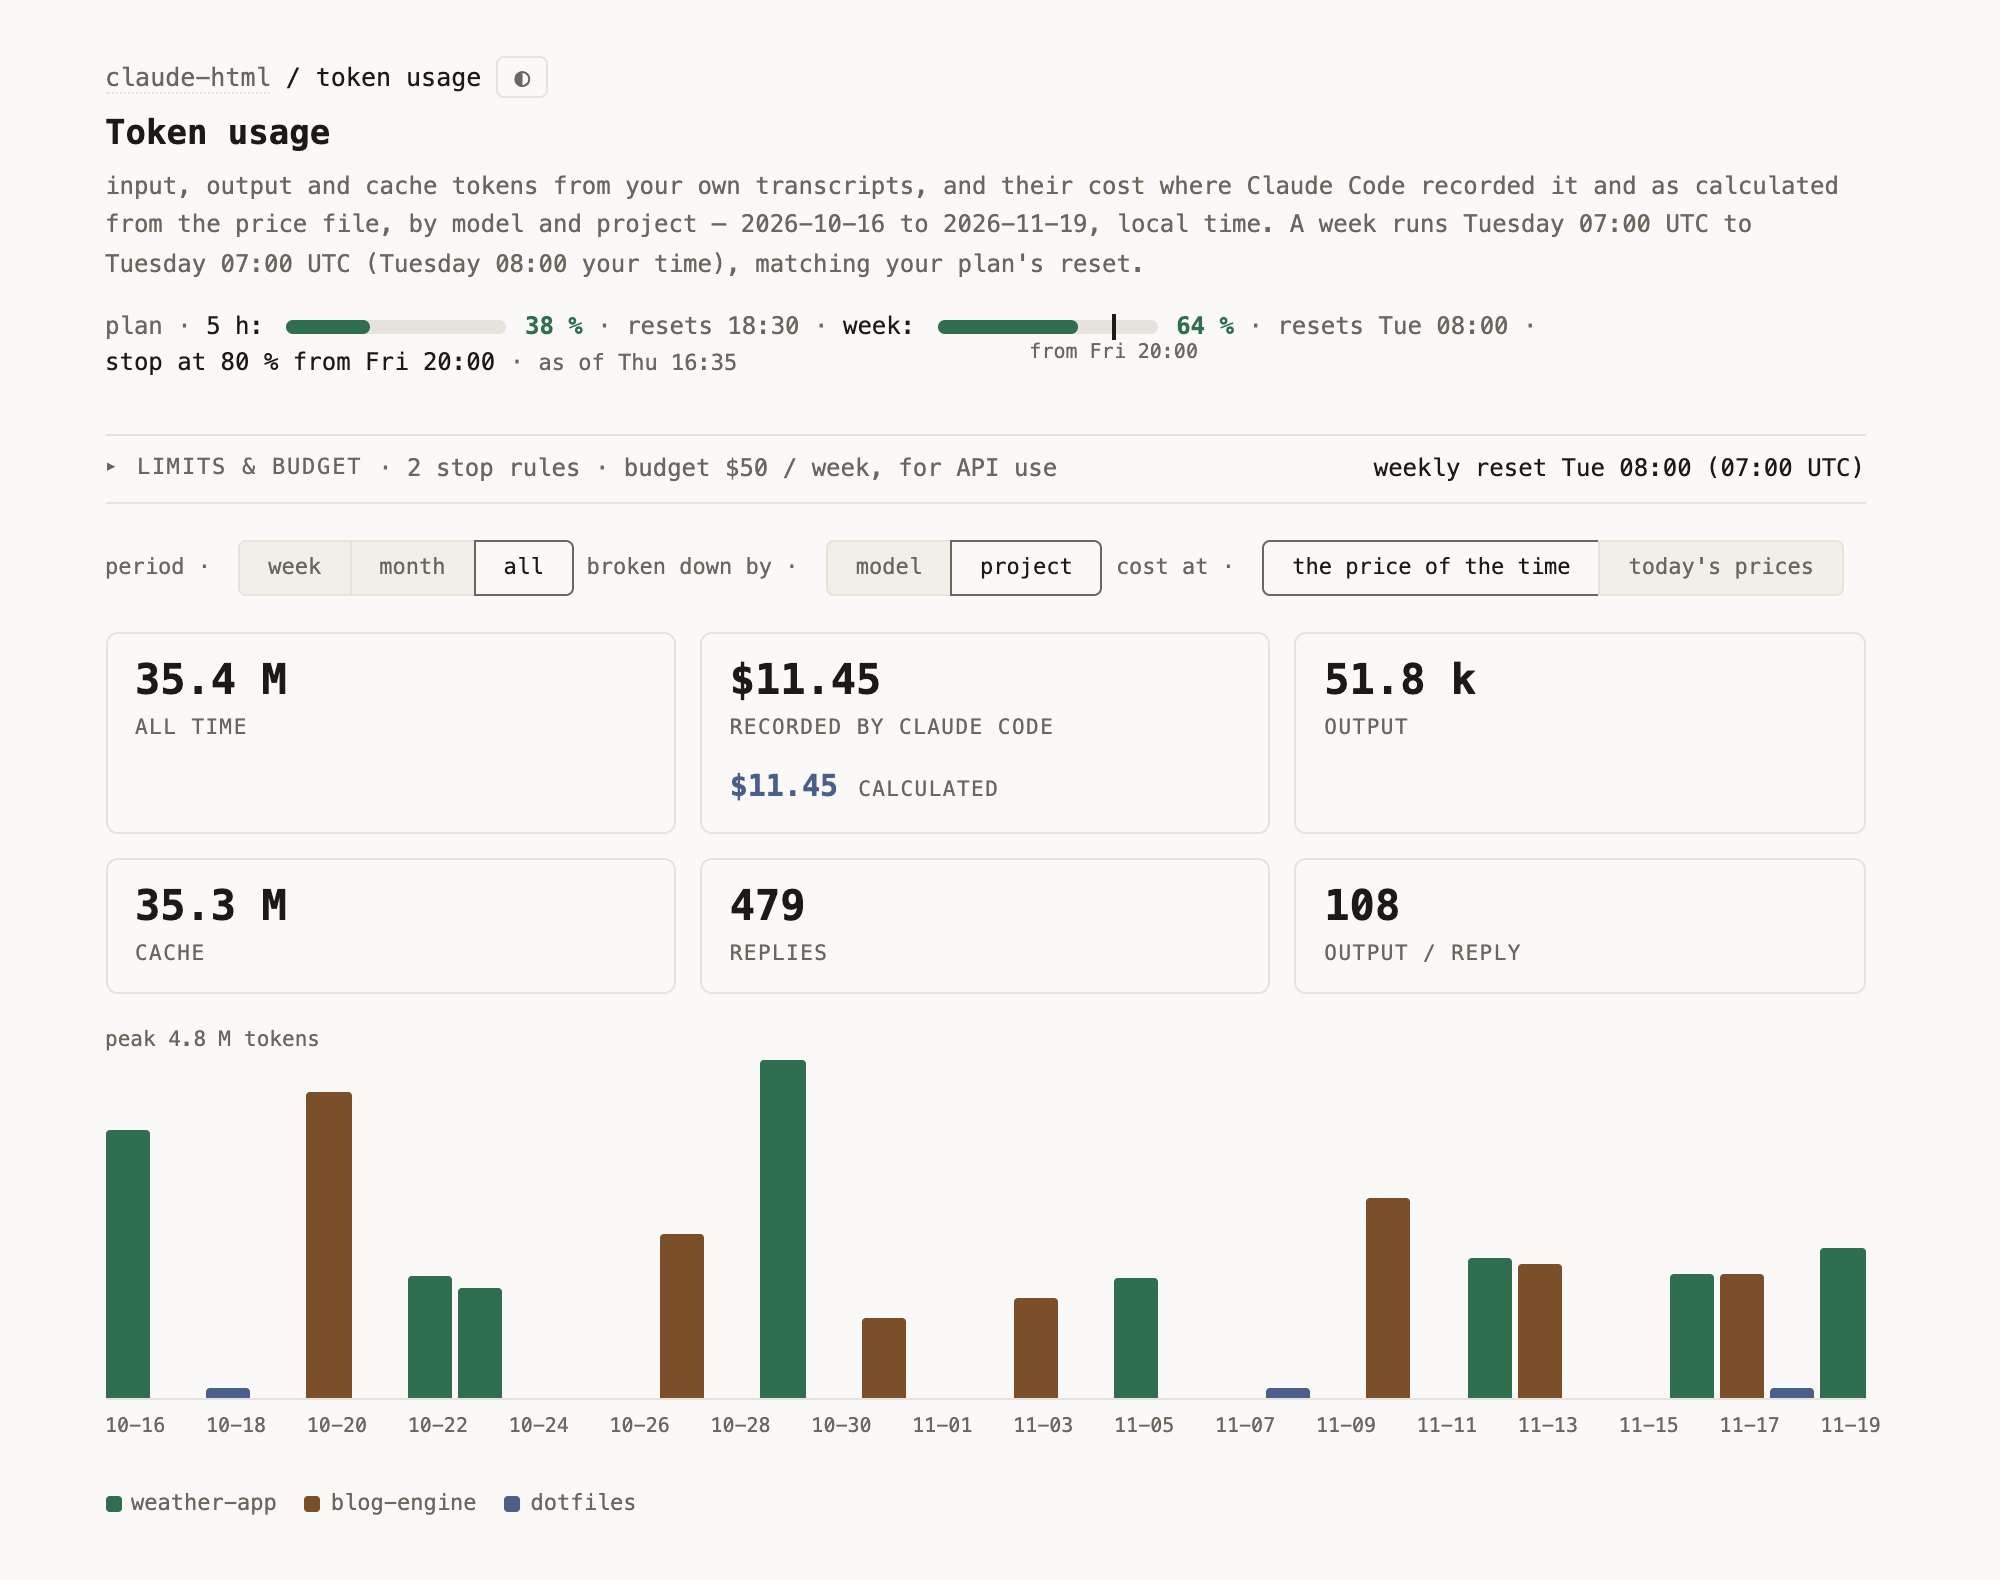 claude-html / token usage ◐
Token usage
input, output and cache tokens from your own transcripts, and their cost where Claude Code recorded it and as calculated
from the price file, by model and project — 2026-10-16 to 2026-11-19, local time. A week runs Tuesday 07:00 UTC to
Tuesday 07:00 UTC (Tuesday 08:00 your time), matching your plan's reset.
plan · 5 h: 38 % · resets 18:30 · week: 64 % · resets Tue 08:00 ·
from Fri 20:00
stop at 80 % from Fri 20:00 · as of Thu 16:35
▸ LIMITS & BUDGET · 2 stop rules · budget $50 / week, for API use weekly reset Tue 08:00 (07:00 UTC)
period · week month all broken down by · model project cost at · the price of the time today's prices
35.4 M
ALL TIME
$11.45
RECORDED BY CLAUDE CODE
$11.45 CALCULATED
51.8 k
OUTPUT
35.3 M
CACHE
479
REPLIES
108
OUTPUT / REPLY
peak 4.8 M tokens
10-16 10-18 10-20 10-22 10-24 10-26 10-28 10-30 11-01 11-03 11-05 11-07 11-09 11-11 11-13 11-15 11-17 11-19
weather-app blog-engine dotfiles